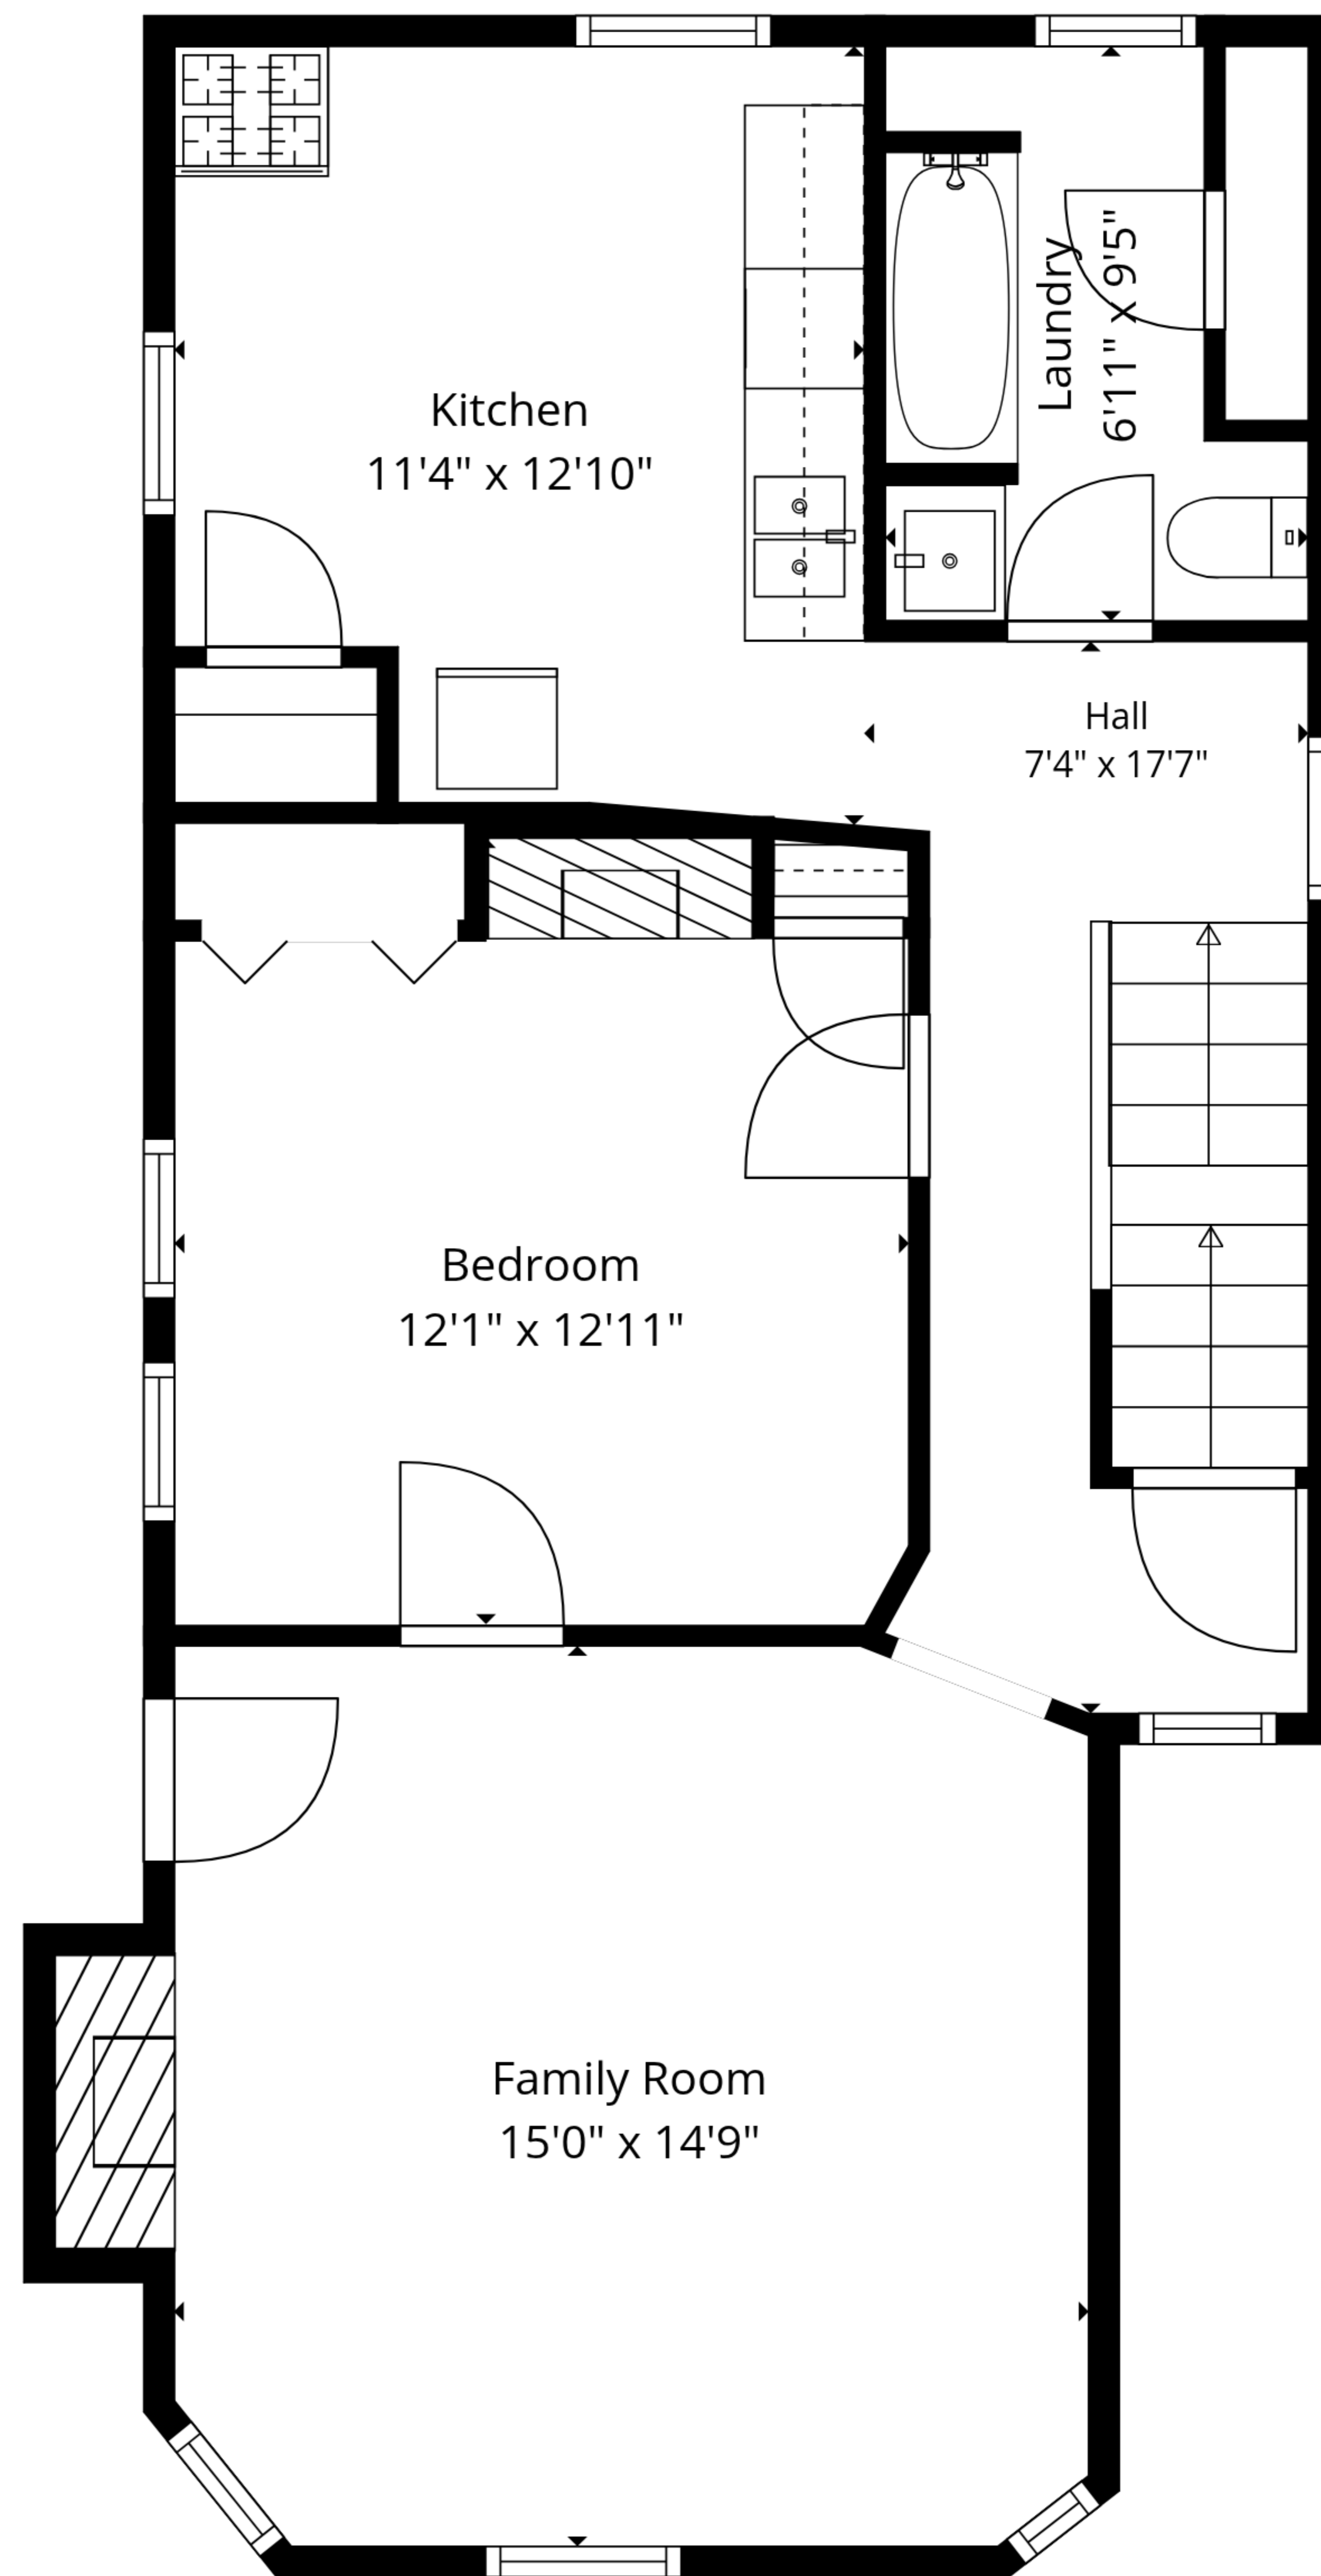 Kitchen
11'4" x 12'10"
Laundry
6'11" x 9'5"
Hall
7'4" x 17'7"
Bedroom
12'1" x 12'11"
Family Room
15'0" x 14'9"